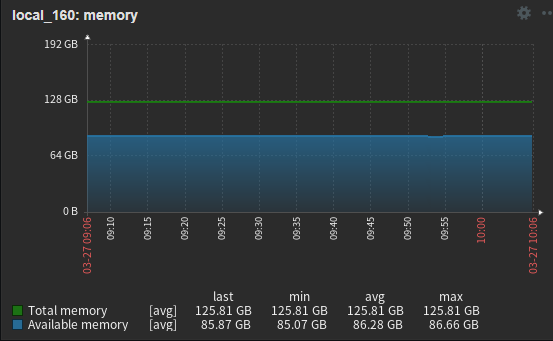 local_160: memory
192 GB
128 GB
64 GB
0 B
03-27 09:06
09:10
09:15
09:20
09:25
09:30
09:35
09:40
09:45
09:50
09:55
10:00
03-27 10:06
last min avg max
Total memory [avg] 125.81 GB 125.81 GB 125.81 GB 125.81 GB
Available memory [avg] 85.87 GB 85.07 GB 86.28 GB 86.66 GB